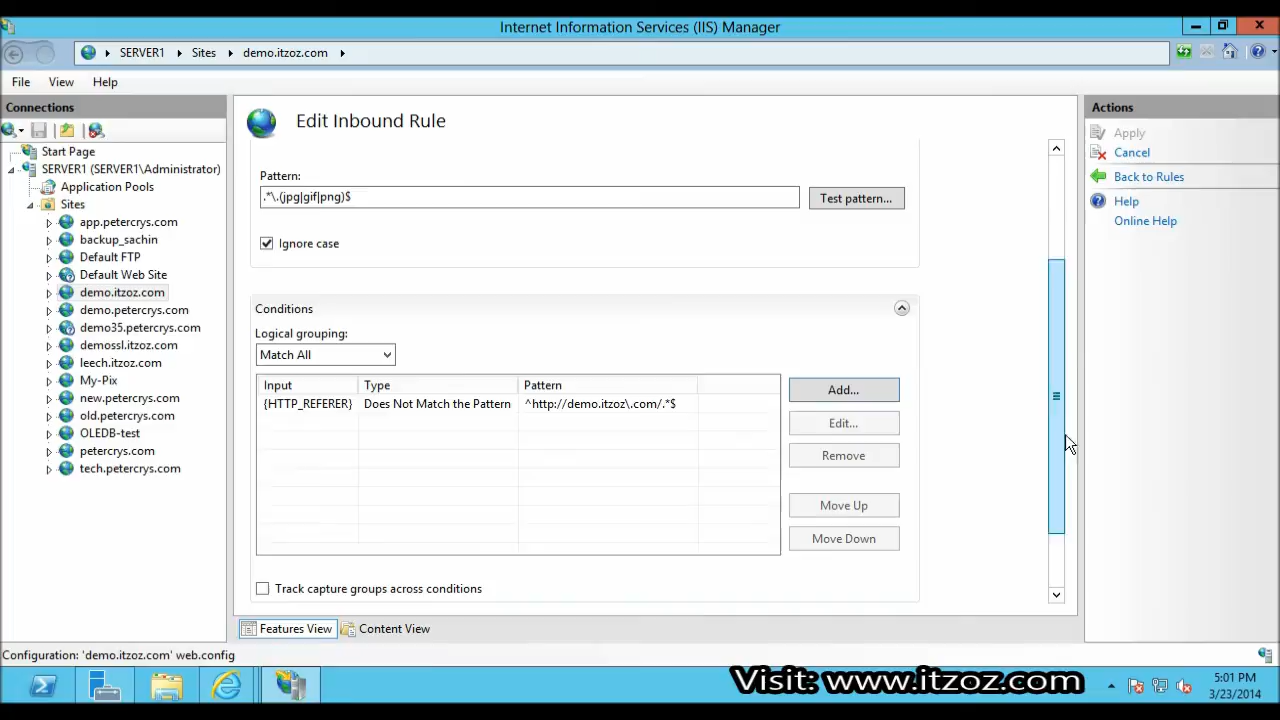 Internet Information Services (IIS) Manager
SERVER1 Sites demo.itzoz.com
File View Help
Connections
Start Page
SERVER1 (SERVER1\Administrator)
Application Pools
Sites
app.petercrys.com
backup_sachin
Default FTP
Default Web Site
demo.itzoz.com
demo.petercrys.com
demo35.petercrys.com
demossl.itzoz.com
leech.itzoz.com
My-Pix
new.petercrys.com
old.petercrys.com
OLEDB-test
petercrys.com
tech.petercrys.com
Edit Inbound Rule
Pattern:
.*\.(jpg|gif|png)$ Test pattern...
Ignore case
Conditions
Logical grouping:
Match All
Input Type Pattern
{HTTP_REFERER} Does Not Match the Pattern ^http://demo.itzoz\.com/.*$
Add...
Edit...
Remove
Move Up
Move Down
Track capture groups across conditions
Features View Content View
Actions
Apply
Cancel
Back to Rules
Help
Online Help
Configuration: 'demo.itzoz.com' web.config
Visit: www.itzoz.com
5:01 PM
3/23/2014